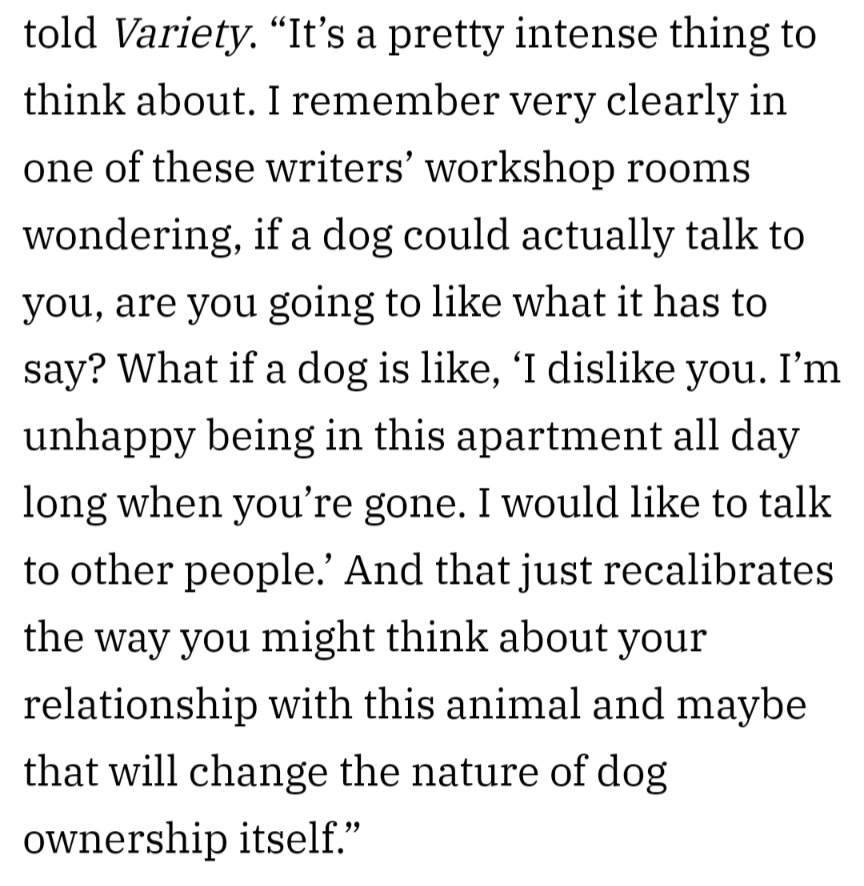 told Variety. “It’s a pretty intense thing to
think about. I remember very clearly in
one of these writers’ workshop rooms
wondering, if a dog could actually talk to
you, are you going to like what it has to
say? What if a dog is like, ‘I dislike you. I’m
unhappy being in this apartment all day
long when you’re gone. I would like to talk
to other people.’ And that just recalibrates
the way you might think about your
relationship with this animal and maybe
that will change the nature of dog
ownership itself.”